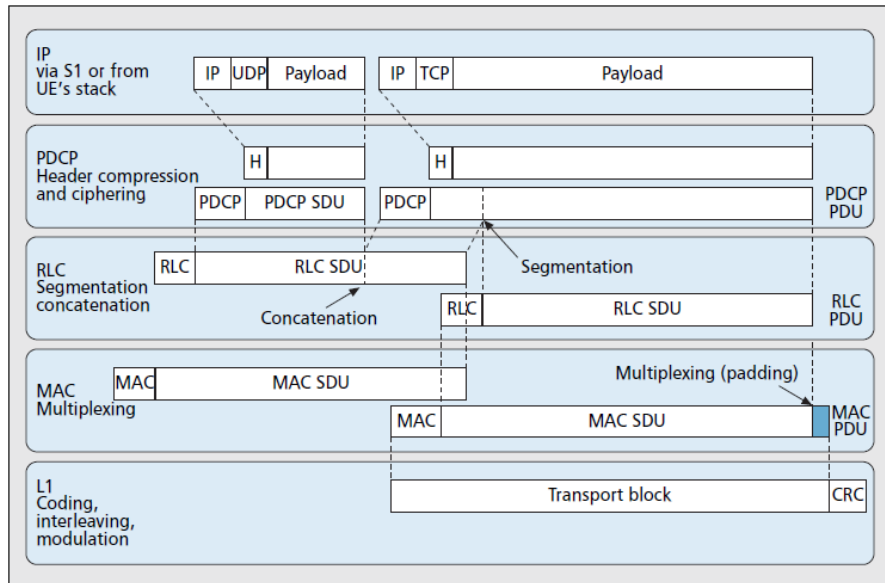 IP
via S1 or from
UE's stack
IP UDP Payload IP TCP Payload
PDCP
Header compression
and ciphering
H H
PDCP PDCP SDU PDCP
PDCP
PDU
RLC
Segmentation
concatenation
RLC RLC SDU
Segmentation
Concatenation
RLC RLC SDU
RLC
PDU
MAC
Multiplexing
MAC MAC SDU
Multiplexing (padding)
MAC MAC SDU
MAC
PDU
L1
Coding,
interleaving,
modulation
Transport block CRC